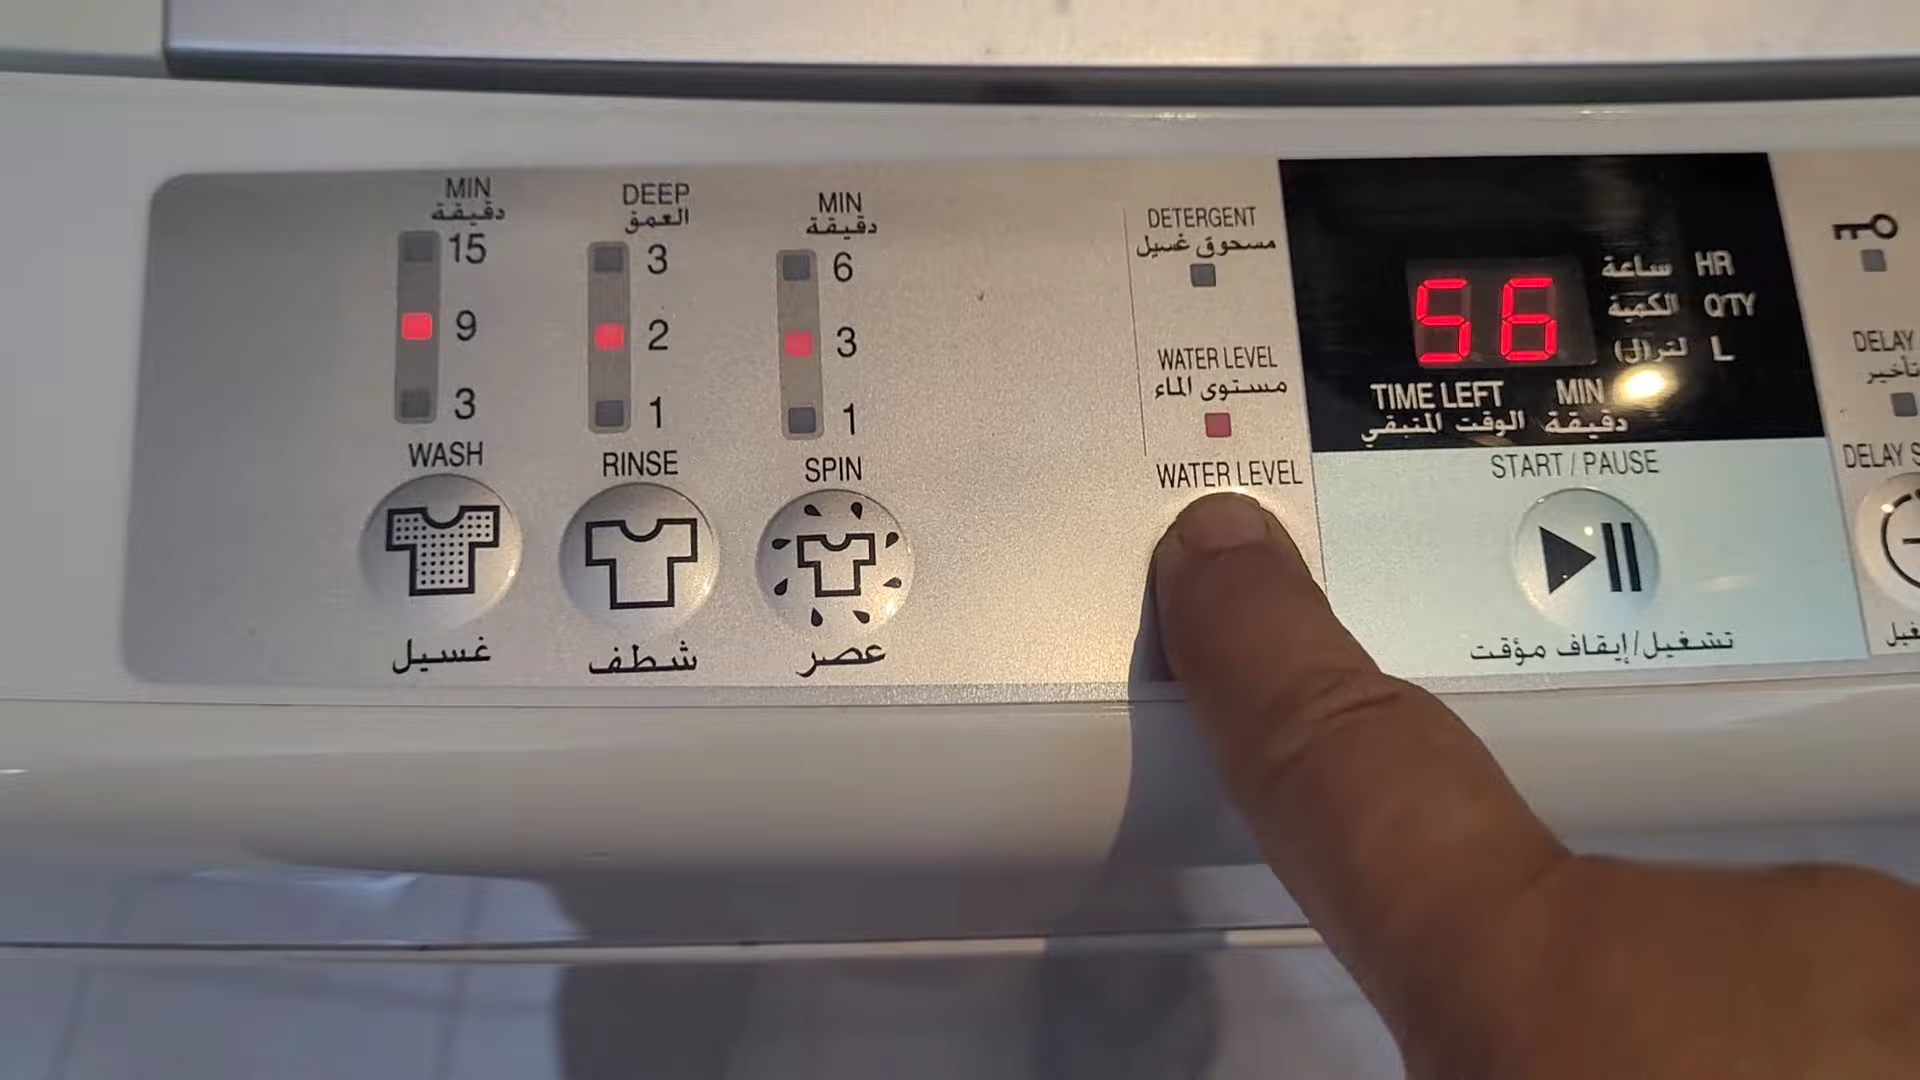 MIN
دقيقة
15
9
3
WASH
غسيل
DEEP
العمق
3
2
1
RINSE
شطف
MIN
دقيقة
6
3
1
SPIN
عصر
DETERGENT
مسحوق غسيل
WATER LEVEL
مستوى الماء
WATER LEVEL
56
ساعة HR
الكمية Q'TY
لتر(ل) L
TIME LEFT MIN
الوقت المتبقي دقيقة
START / PAUSE
تشغيل/إيقاف مؤقت
DELAY
تأخير
DELAY S